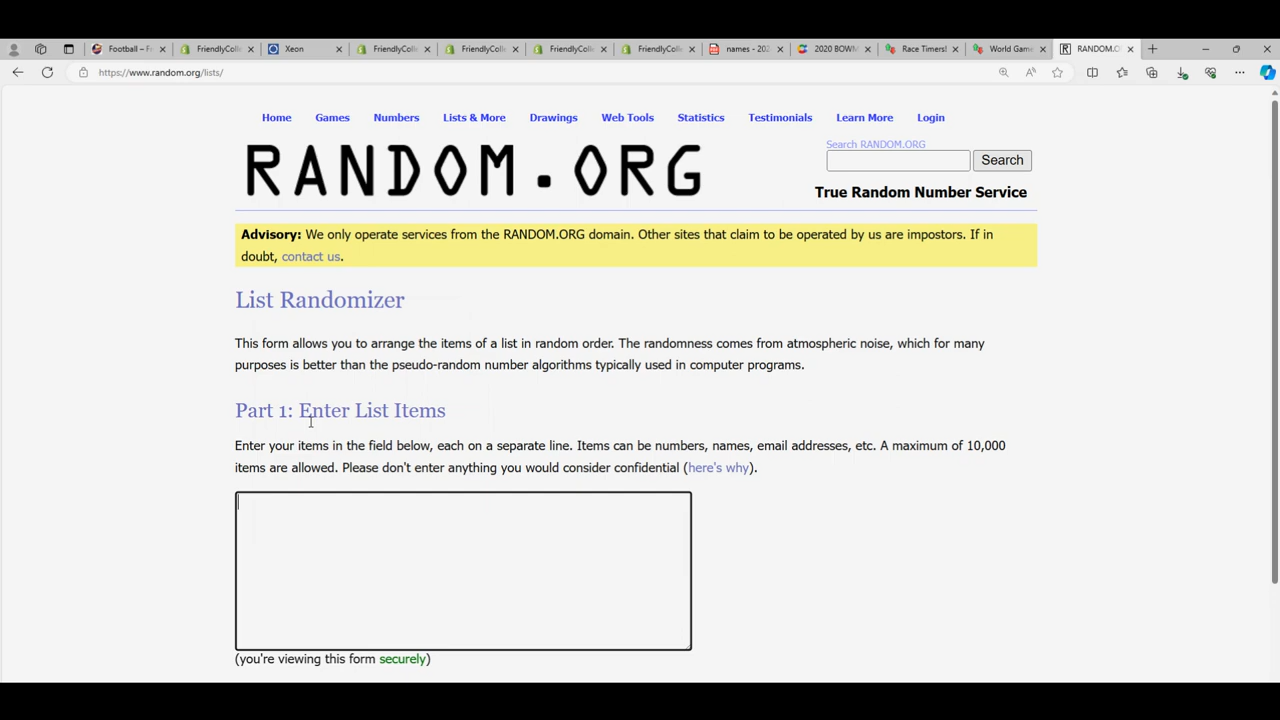 Football – F
FriendlyColle
Xeon
FriendlyColle
FriendlyColle
FriendlyColle
FriendlyColle
names - 202
2020 BOWM
Race Timers!
World Game
RANDOM.O
https://www.random.org/lists/
Home Games Numbers Lists & More Drawings Web Tools Statistics Testimonials Learn More Login
RANDOM.ORG
Search RANDOM.ORG
Search
True Random Number Service
Advisory: We only operate services from the RANDOM.ORG domain. Other sites that claim to be operated by us are impostors. If in
doubt, contact us.
List Randomizer
This form allows you to arrange the items of a list in random order. The randomness comes from atmospheric noise, which for many
purposes is better than the pseudo-random number algorithms typically used in computer programs.
Part 1: Enter List Items
Enter your items in the field below, each on a separate line. Items can be numbers, names, email addresses, etc. A maximum of 10,000
items are allowed. Please don't enter anything you would consider confidential (here's why).
(you're viewing this form securely)